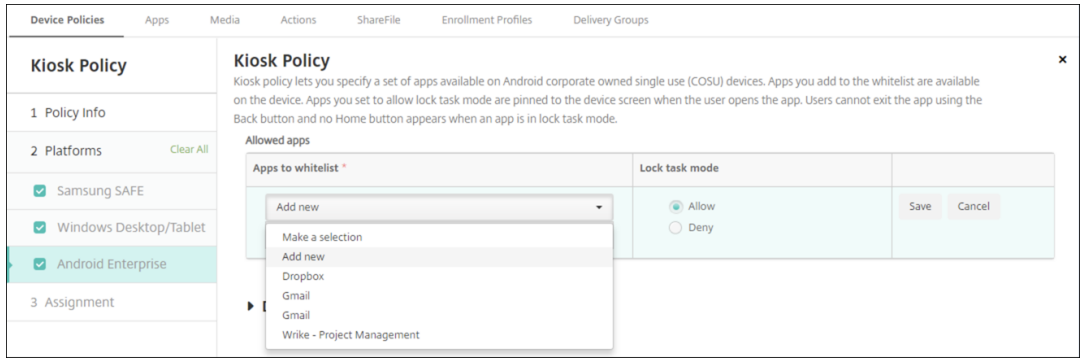 Device Policies Apps Media Actions ShareFile Enrollment Profiles Delivery Groups
Kiosk Policy
1 Policy Info
2 Platforms Clear All
Samsung SAFE
Windows Desktop/Tablet
Android Enterprise
3 Assignment
Kiosk Policy
Kiosk policy lets you specify a set of apps available on Android corporate owned single use (COSU) devices. Apps you add to the whitelist are available
on the device. Apps you set to allow lock task mode are pinned to the device screen when the user opens the app. Users cannot exit the app using the
Back button and no Home button appears when an app is in lock task mode.
Allowed apps
Apps to whitelist * Lock task mode
Add new
Allow
Deny
Save Cancel
Make a selection
Add new
Dropbox
Gmail
Gmail
Wrike - Project Management